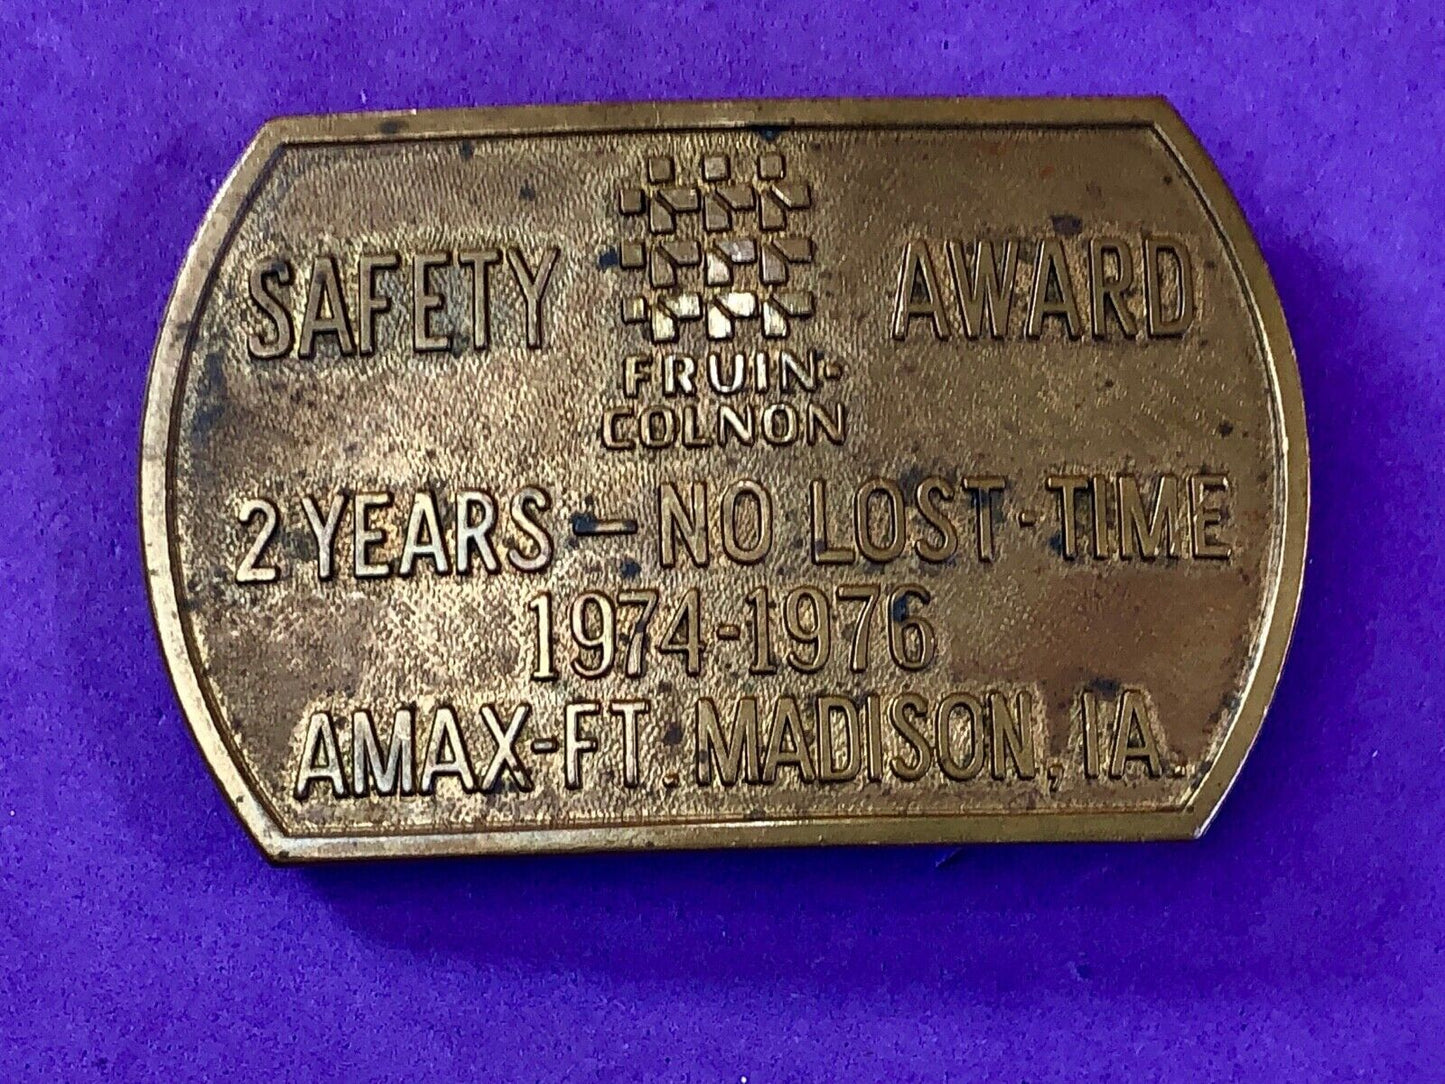 SAFETY AWARD
FRUIN-
COLNON
2 YEARS - NO LOST-TIME
1974-1976
AMAX-FT. MADISON, IA.